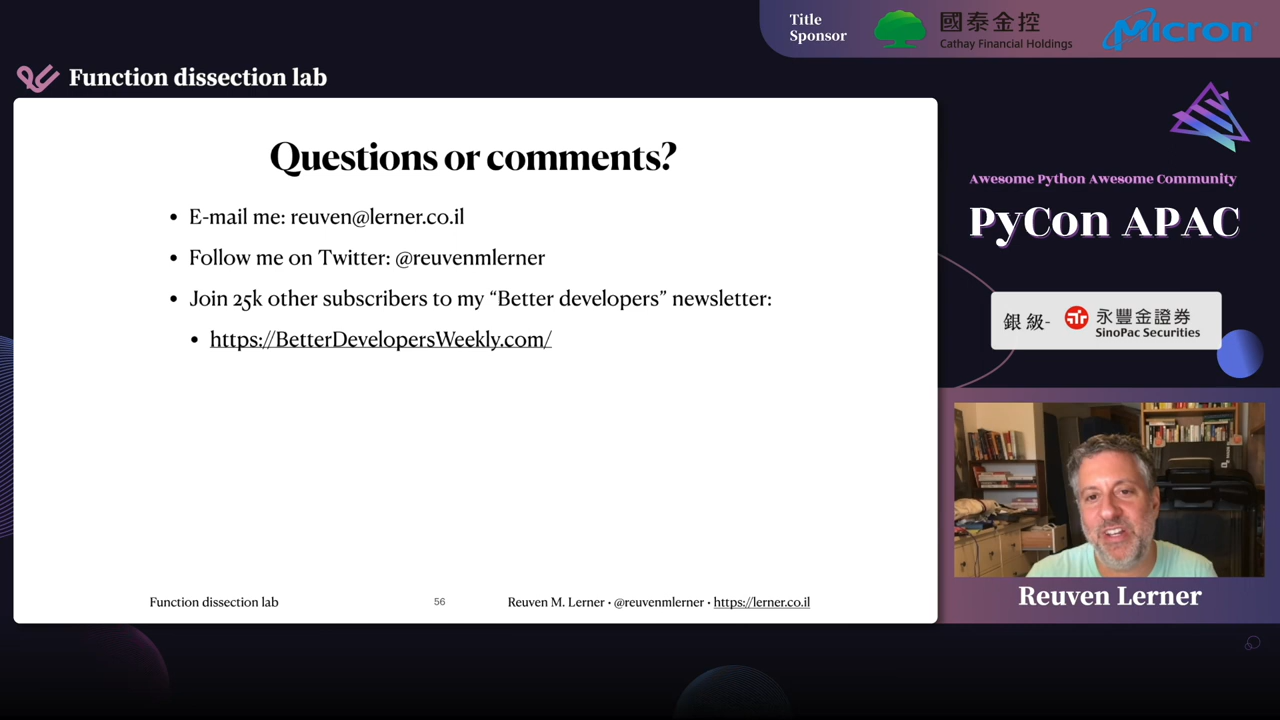 Title
Sponsor
國泰金控
Cathay Financial Holdings
Micron
Function dissection lab
Questions or comments?
• E-mail me: reuven@lerner.co.il
• Follow me on Twitter: @reuvenmlerner
• Join 25k other subscribers to my “Better developers” newsletter:
• https://BetterDevelopersWeekly.com/
Function dissection lab
56
Reuven M. Lerner • @reuvenmlerner • https://lerner.co.il
Awesome Python Awesome Community
PyCon APAC
銀級-
永豐金證券
SinoPac Securities
Reuven Lerner